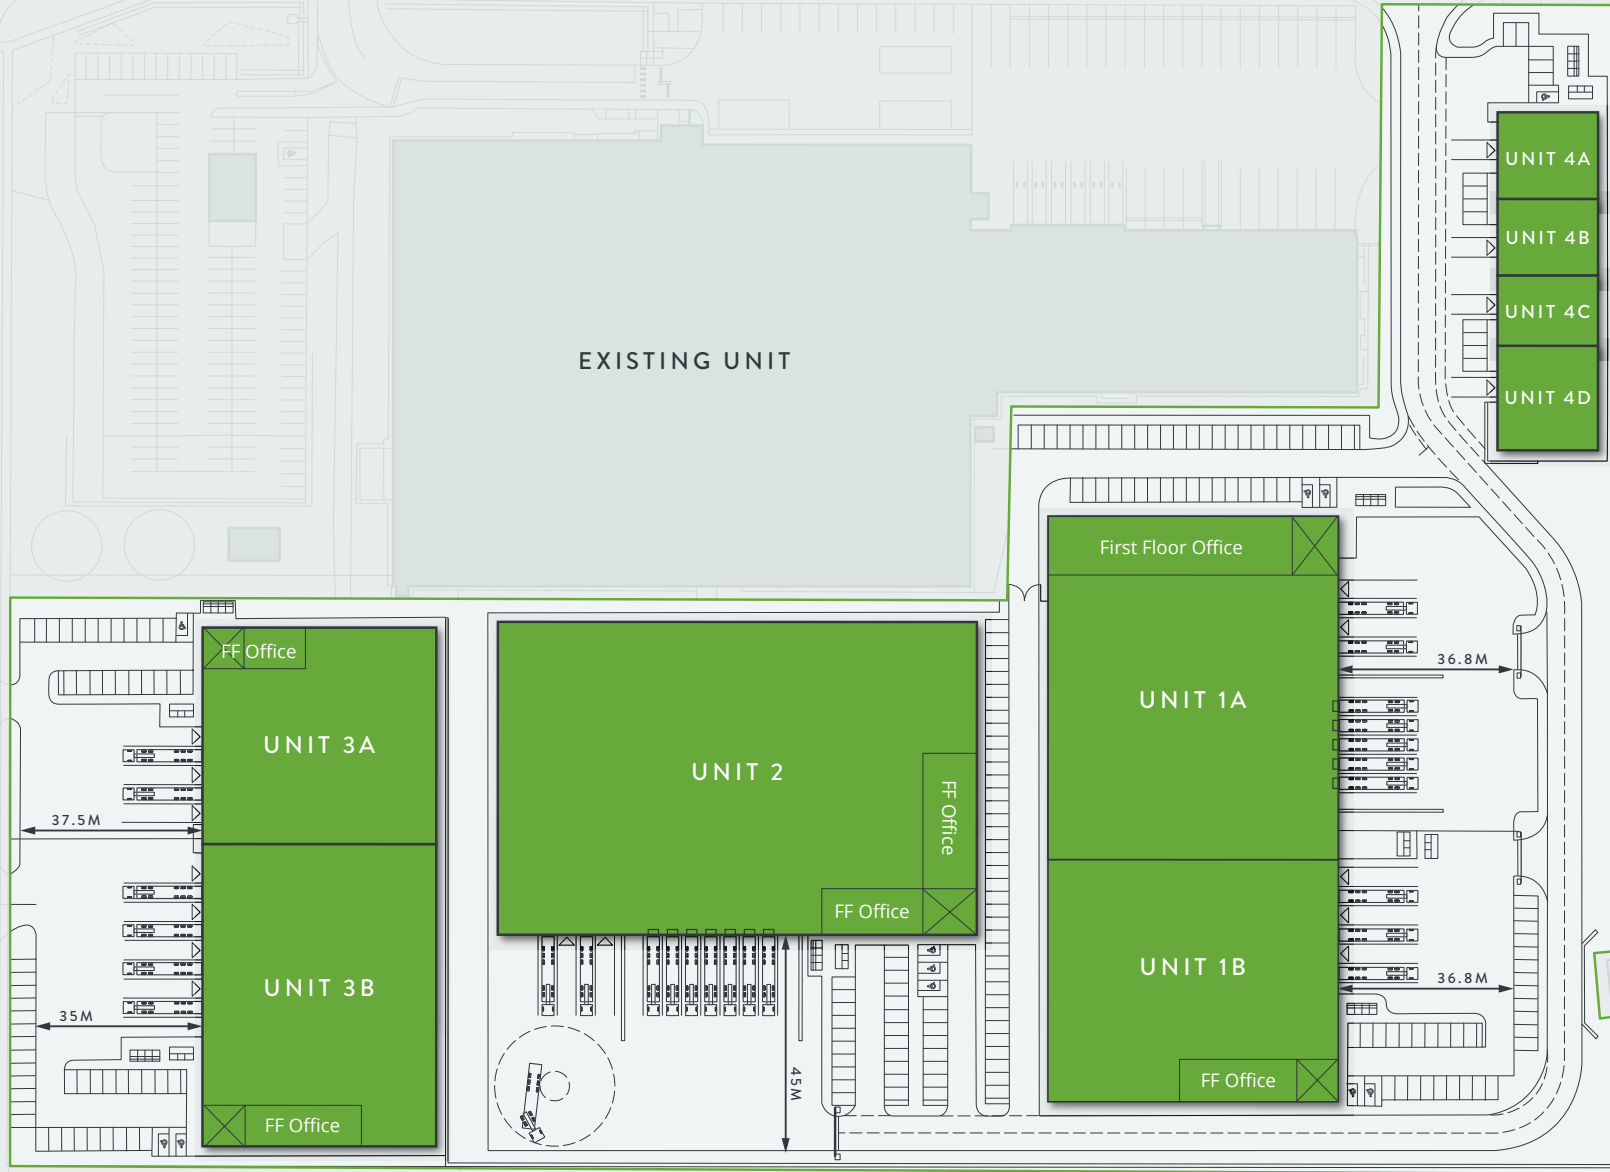 UNIT 4A
UNIT 4B
UNIT 4C
UNIT 4D
EXISTING UNIT
First Floor Office
UNIT 1A
36.8M
UNIT 1B
36.8M
FF Office
UNIT 2
FF Office
FF Office
45M
FF Office
UNIT 3A
37.5M
UNIT 3B
35M
FF Office